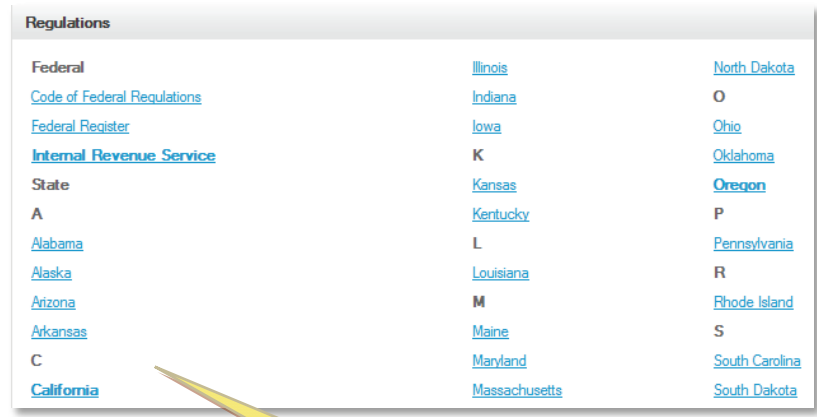 Regulations
Federal
Code of Federal Regulations
Federal Register
Internal Revenue Service
State
A
Alabama
Alaska
Arizona
Arkansas
C
California
Illinois
Indiana
Iowa
K
Kansas
Kentucky
L
Louisiana
M
Maine
Maryland
Massachusetts
North Dakota
O
Ohio
Oklahoma
Oregon
P
Pennsylvania
R
Rhode Island
S
South Carolina
South Dakota